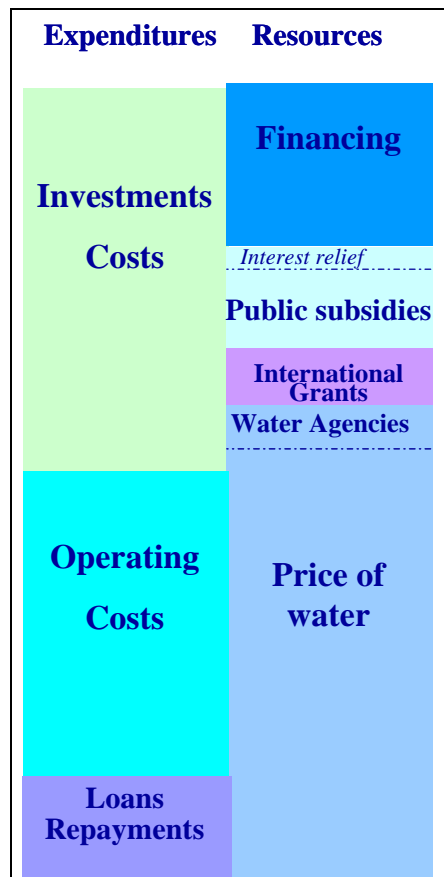 Expenditures Resources
Investments
Costs
Operating
Costs
Loans
Repayments
Financing
Interest relief
Public subsidies
International
Grants
Water Agencies
Price of
water